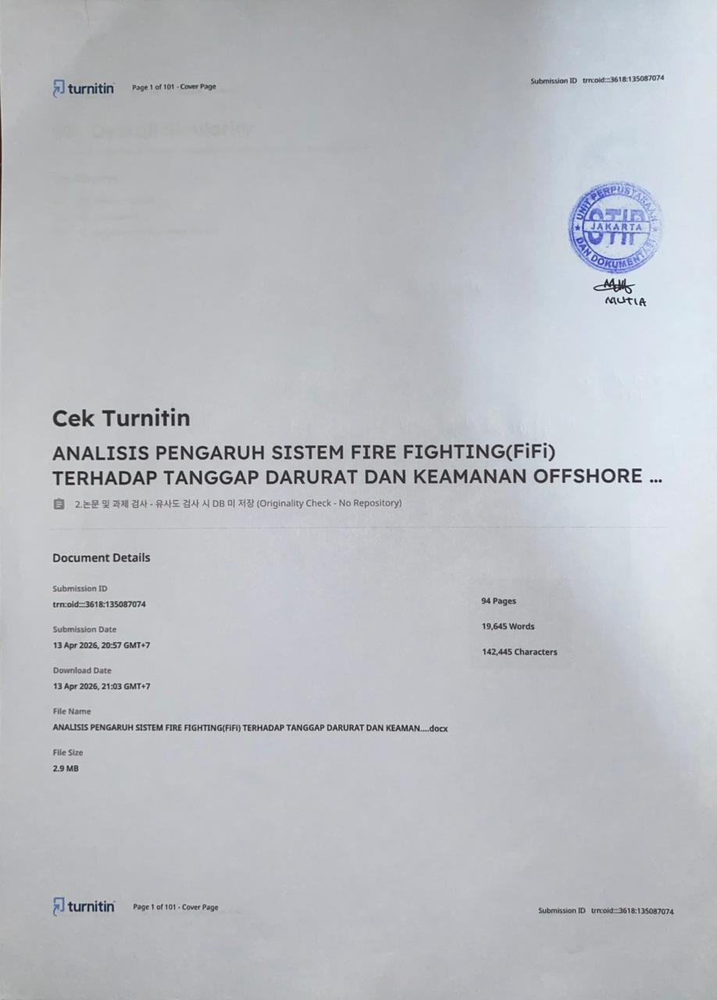 turnitin Page 1 of 101 - Cover Page Submission ID trn:oid:::3618:135087074
UNIT PERPUSTAKAAN
STIP
JAKARTA
DAN DOKUMENTASI
MUTIA
Cek Turnitin
ANALISIS PENGARUH SISTEM FIRE FIGHTING(FiFi)
TERHADAP TANGGAP DARURAT DAN KEAMANAN OFFSHORE ...
2.논문 및 과제 검사 - 유사도 검사 시 DB 미 저장 (Originality Check - No Repository)
Document Details
Submission ID
trn:oid:::3618:135087074
Submission Date
13 Apr 2026, 20:57 GMT+7
Download Date
13 Apr 2026, 21:03 GMT+7
File Name
ANALISIS PENGARUH SISTEM FIRE FIGHTING(FiFi) TERHADAP TANGGAP DARURAT DAN KEAMAN....docx
File Size
2.9 MB
94 Pages
19,645 Words
142,445 Characters
turnitin Page 1 of 101 - Cover Page Submission ID trn:oid:::3618:135087074